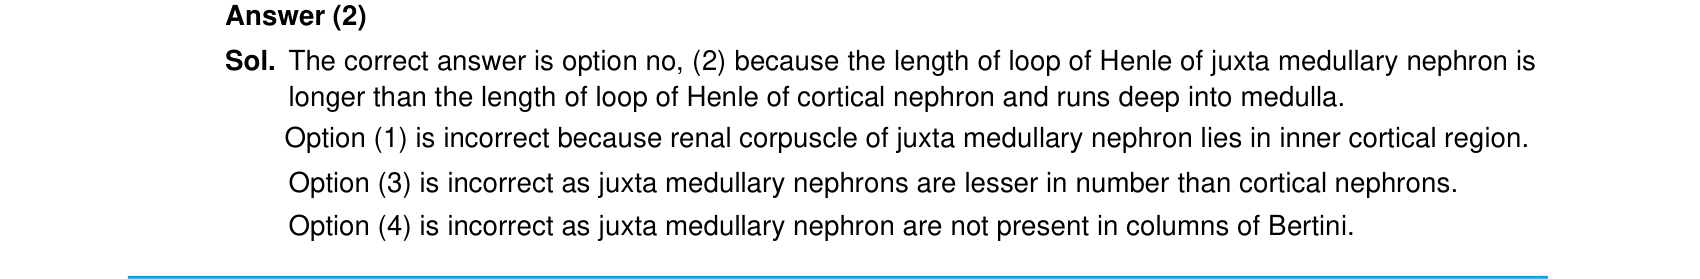 Answer (2)
Sol. The correct answer is option no, (2) because the length of loop of Henle of juxta medullary nephron is
longer than the length of loop of Henle of cortical nephron and runs deep into medulla.
Option (1) is incorrect because renal corpuscle of juxta medullary nephron lies in inner cortical region.
Option (3) is incorrect as juxta medullary nephrons are lesser in number than cortical nephrons.
Option (4) is incorrect as juxta medullary nephron are not present in columns of Bertini.